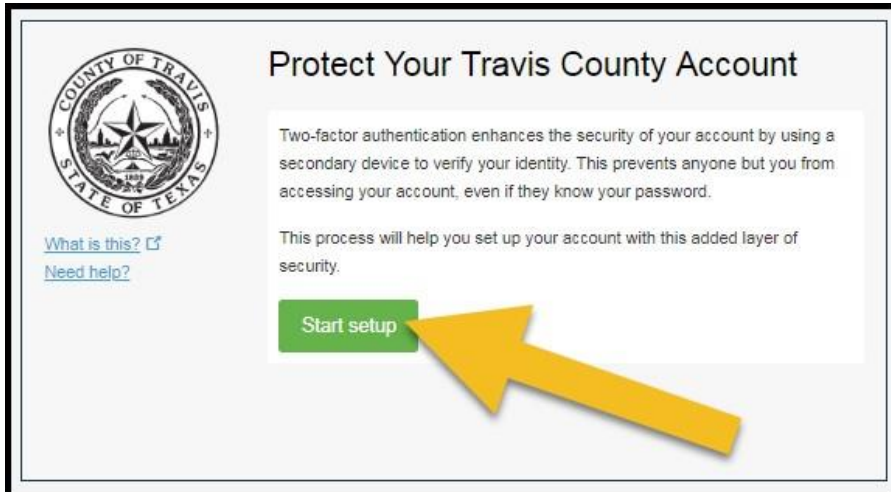 COUNTY OF TRAVIS
1839
STATE OF TEXAS
What is this?
Need help?
Protect Your Travis County Account
Two-factor authentication enhances the security of your account by using a
secondary device to verify your identity. This prevents anyone but you from
accessing your account, even if they know your password.
This process will help you set up your account with this added layer of
security.
Start setup